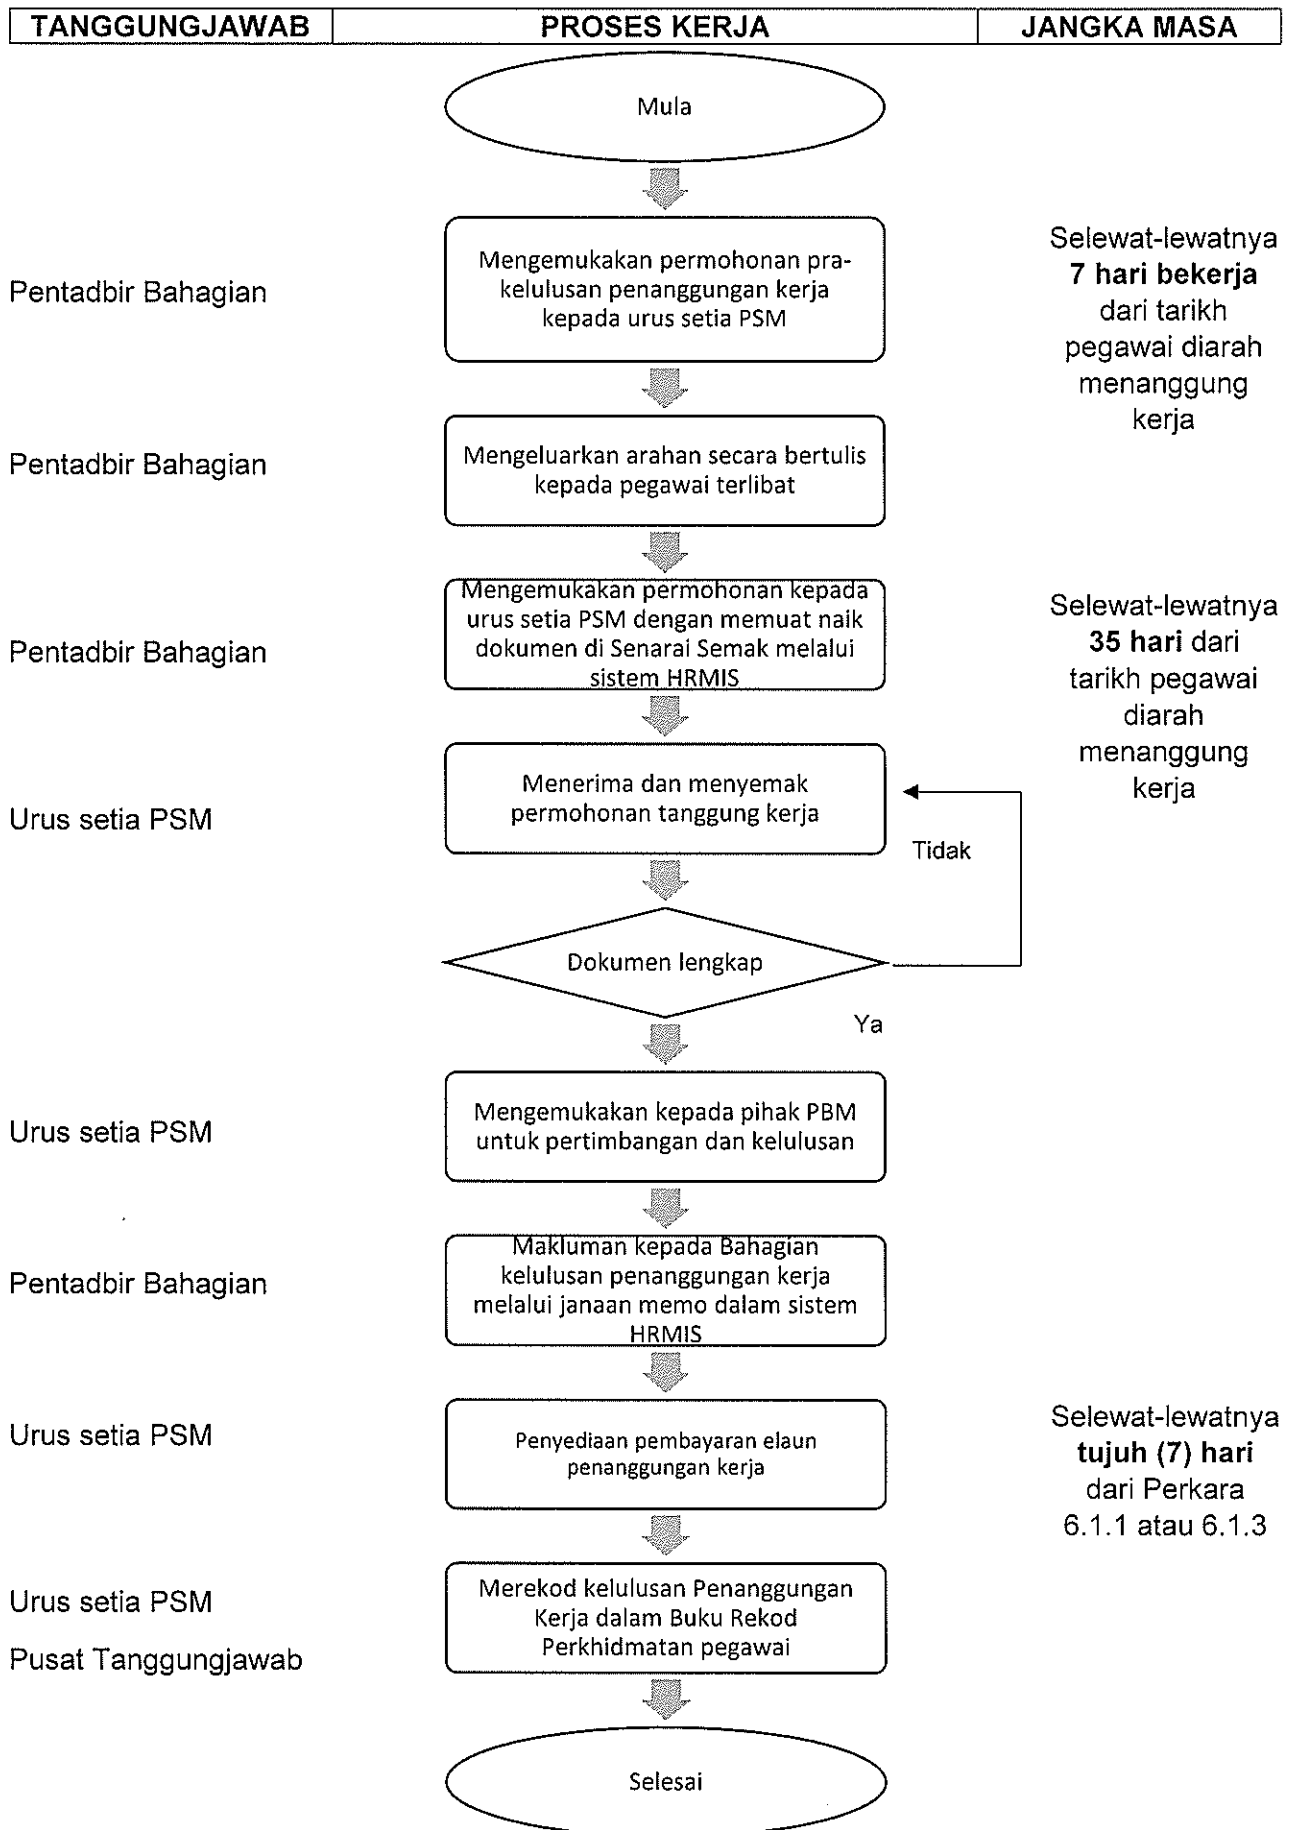 TANGGUNGJAWAB
PROSES KERJA
JANGKA MASA
Mula
Pentadbir Bahagian
Mengemukakan permohonan pra-
kelulusan penanggungan kerja
kepada urus setia PSM
Selewat-lewatnya
7 hari bekerja
dari tarikh
pegawai diarah
menanggung
kerja
Pentadbir Bahagian
Mengeluarkan arahan secara bertulis
kepada pegawai terlibat
Pentadbir Bahagian
Mengemukakan permohonan kepada
urus setia PSM dengan memuat naik
dokumen di Senarai Semak melalui
sistem HRMIS
Selewat-lewatnya
35 hari dari
tarikh pegawai
diarah
menanggung
kerja
Urus setia PSM
Menerima dan menyemak
permohonan tanggung kerja
Tidak
Dokumen lengkap
Ya
Urus setia PSM
Mengemukakan kepada pihak PBM
untuk pertimbangan dan kelulusan
Pentadbir Bahagian
Makluman kepada Bahagian
kelulusan penanggungan kerja
melalui janaan memo dalam sistem
HRMIS
Urus setia PSM
Penyediaan pembayaran elaun
penanggungan kerja
Selewat-lewatnya
tujuh (7) hari
dari Perkara
6.1.1 atau 6.1.3
Urus setia PSM
Pusat Tanggungjawab
Merekod kelulusan Penanggungan
Kerja dalam Buku Rekod
Perkhidmatan pegawai
Selesai